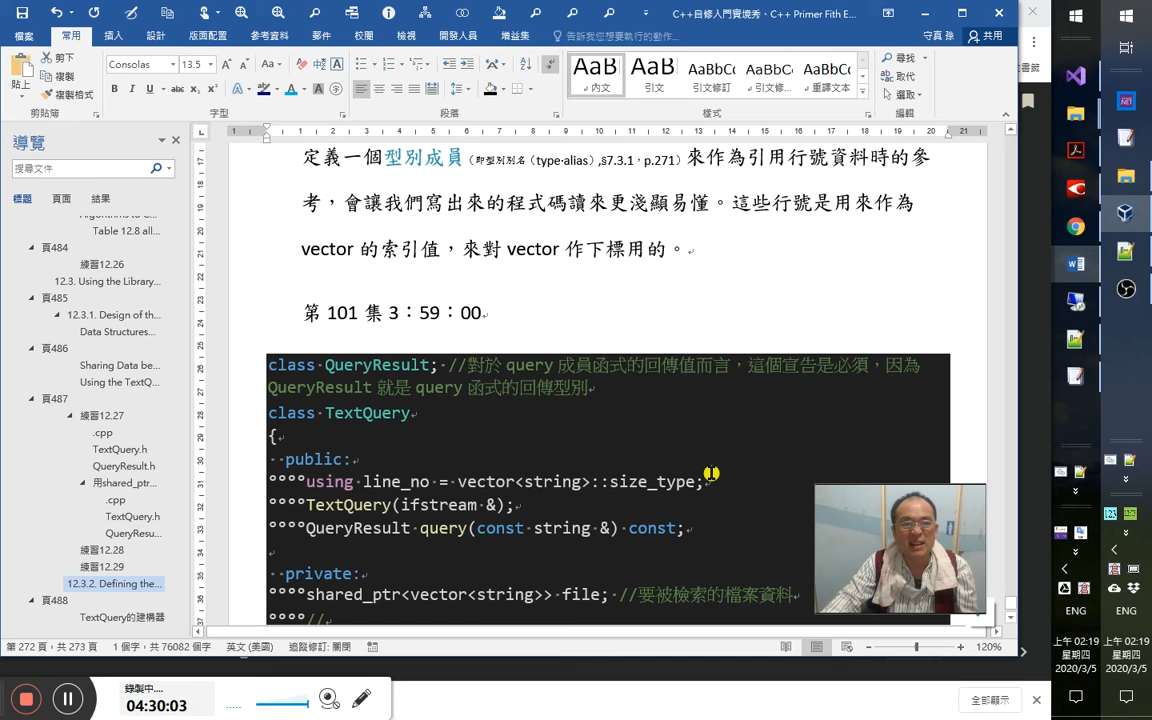 C++自修入門實境秀、C++ Primer Fith E...
檔案 常用 插入 設計 版面配置 參考資料 郵件 校閱 檢視 開發人員 增益集 告訴我您想要執行的動作... 守真 孫 共用
貼上 剪下 複製 複製格式
Consolas 13.5
AaB AaB AaBbC AaBbC AaBbC
內文 引文 引文修訂 引文修... 重譯文本
尋找 取代 選取
剪貼簿 字型 段落 樣式 編輯
導覽
搜尋文件
標題 頁面 結果
Table 12.8 all...
頁484
練習12.26
12.3. Using the Library...
頁485
12.3.1. Design of th...
Data Structures...
頁486
Sharing Data be...
Using the TextQ...
頁487
練習12.27
.cpp
TextQuery.h
QueryResult.h
用shared_ptr...
.cpp
TextQuery.h
QueryResu...
練習12.28
練習12.29
12.3.2. Defining the...
頁488
TextQuery的建構器
定義一個型別成員（即型別別名（type-alias）,§7.3.1，p.271）來作為引用行號資料時的參
考，會讓我們寫出來的程式碼讀來更淺顯易懂。這些行號是用來作為
vector 的索引值，來對 vector 作下標用的。
第 101 集 3：59：00
class QueryResult; //對於 query 成員函式的回傳值而言，這個宣告是必須，因為
QueryResult 就是 query 函式的回傳型別
class TextQuery
{
public:
using line_no = vector<string>::size_type;
TextQuery(ifstream &);
QueryResult query(const string &) const;
private:
shared_ptr<vector<string>> file; //要被檢索的檔案資料
//
第 272 頁，共 273 頁 1 個字，共 76082 個字 英文 (美國) 追蹤修訂: 關閉 120%
錄製中....
04:30:03
全部顯示
ENG ENG
上午 02:19 上午 02:19
星期四 星期四
2020/3/5 2020/3/5